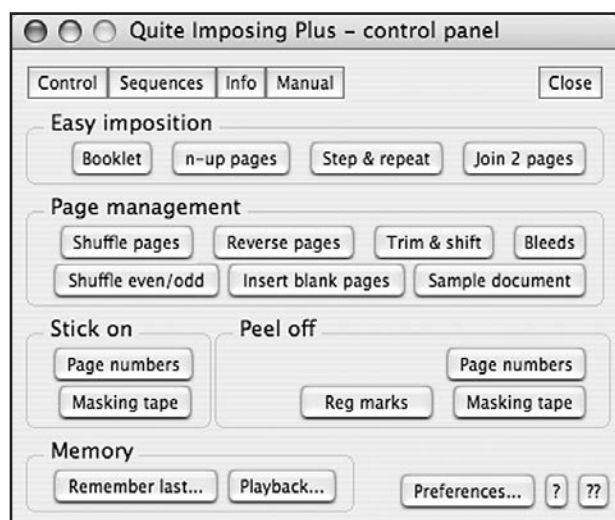 Quite Imposing Plus – control panel
Control Sequences Info Manual Close
Easy imposition
Booklet n-up pages Step & repeat Join 2 pages
Page management
Shuffle pages Reverse pages Trim & shift Bleeds
Shuffle even/odd Insert blank pages Sample document
Stick on Peel off
Page numbers Page numbers
Masking tape Reg marks Masking tape
Memory
Remember last... Playback... Preferences... ? ??